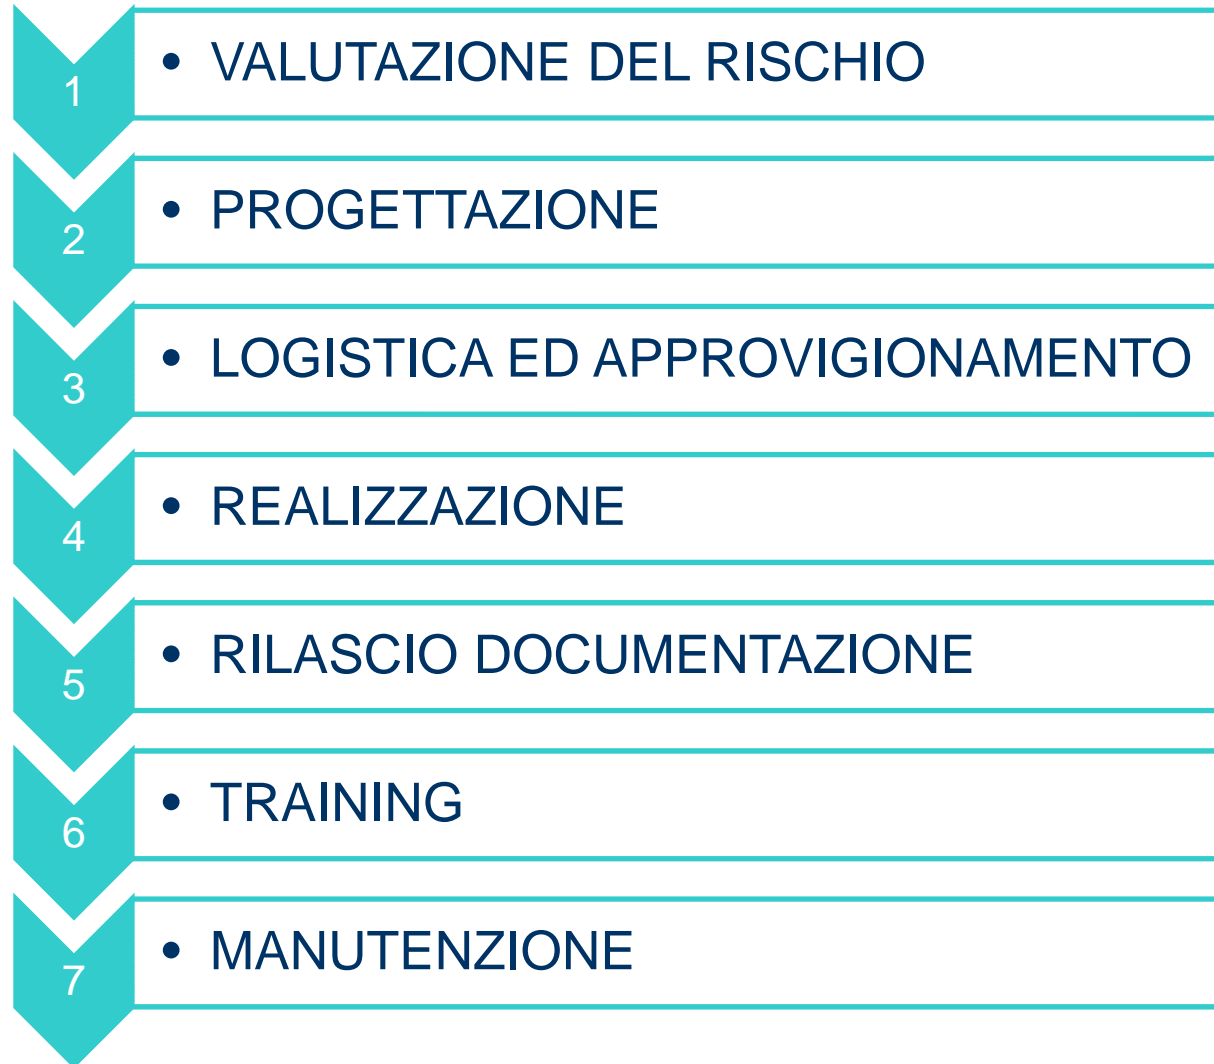 1
• VALUTAZIONE DEL RISCHIO
2
• PROGETTAZIONE
3
• LOGISTICA ED APPROVIGIONAMENTO
4
• REALIZZAZIONE
5
• RILASCIO DOCUMENTAZIONE
6
• TRAINING
7
• MANUTENZIONE